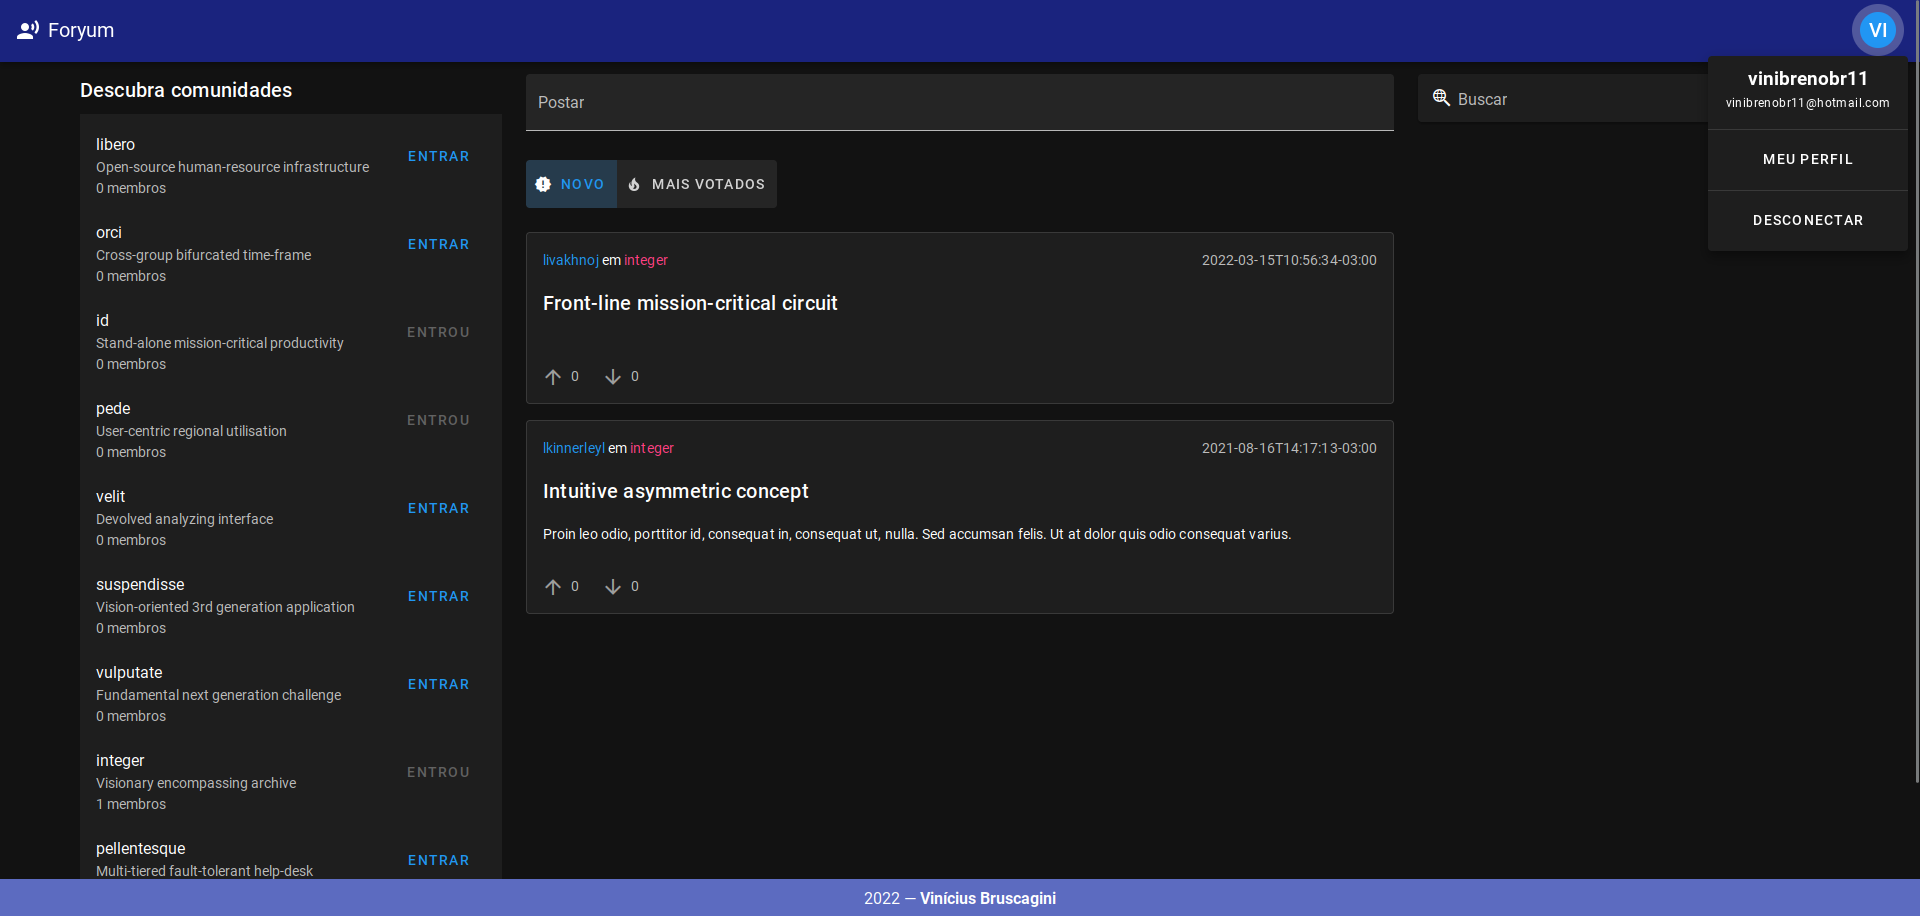 Foryum
VI
vinibrenobr11
vinibrenobr11@hotmail.com
MEU PERFIL
DESCONECTAR
Descubra comunidades
libero
Open-source human-resource infrastructure
0 membros
ENTRAR
orci
Cross-group bifurcated time-frame
0 membros
ENTRAR
id
Stand-alone mission-critical productivity
0 membros
ENTROU
pede
User-centric regional utilisation
0 membros
ENTROU
velit
Devolved analyzing interface
0 membros
ENTRAR
suspendisse
Vision-oriented 3rd generation application
0 membros
ENTRAR
vulputate
Fundamental next generation challenge
0 membros
ENTRAR
integer
Visionary encompassing archive
1 membros
ENTROU
pellentesque
Multi-tiered fault-tolerant help-desk
ENTRAR
Postar
NOVO
MAIS VOTADOS
livakhnoj em integer
2022-03-15T10:56:34-03:00
Front-line mission-critical circuit
0
0
lkinnerleyl em integer
2021-08-16T14:17:13-03:00
Intuitive asymmetric concept
Proin leo odio, porttitor id, consequat in, consequat ut, nulla. Sed accumsan felis. Ut at dolor quis odio consequat varius.
0
0
Buscar
2022 — Vinícius Bruscagini